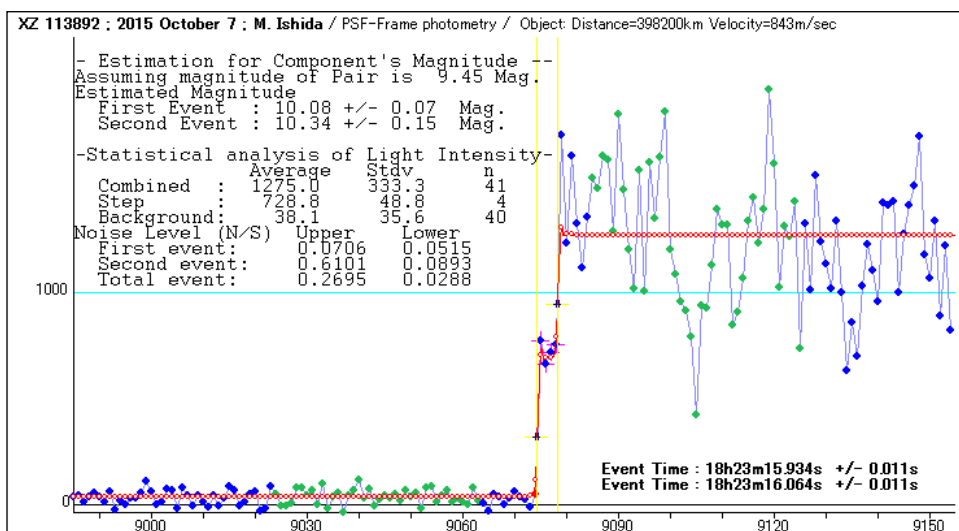 XZ 113892 ; 2015 October 7 ; M. Ishida / PSF-Frame photometry / Object: Distance=398200km Velocity=843m/sec
- Estimation for Component's Magnitude --
Assuming magnitude of Pair is 9.45 Mag.
Estimated Magnitude
First Event : 10.08 +/- 0.07 Mag.
Second Event : 10.34 +/- 0.15 Mag.
-Statistical analysis of Light Intensity-
Average Stdv n
Combined : 1275.0 333.3 41
Step : 728.8 48.8 4
Background: 38.1 35.6 40
Noise Level (N/S) Upper Lower
First event: 0.0706 0.0515
Second event: 0.6101 0.0893
Total event: 0.2695 0.0288
1000
Event Time : 18h23m15.934s +/- 0.011s
Event Time : 18h23m16.064s +/- 0.011s
0
9000 9030 9060 9090 9120 9150